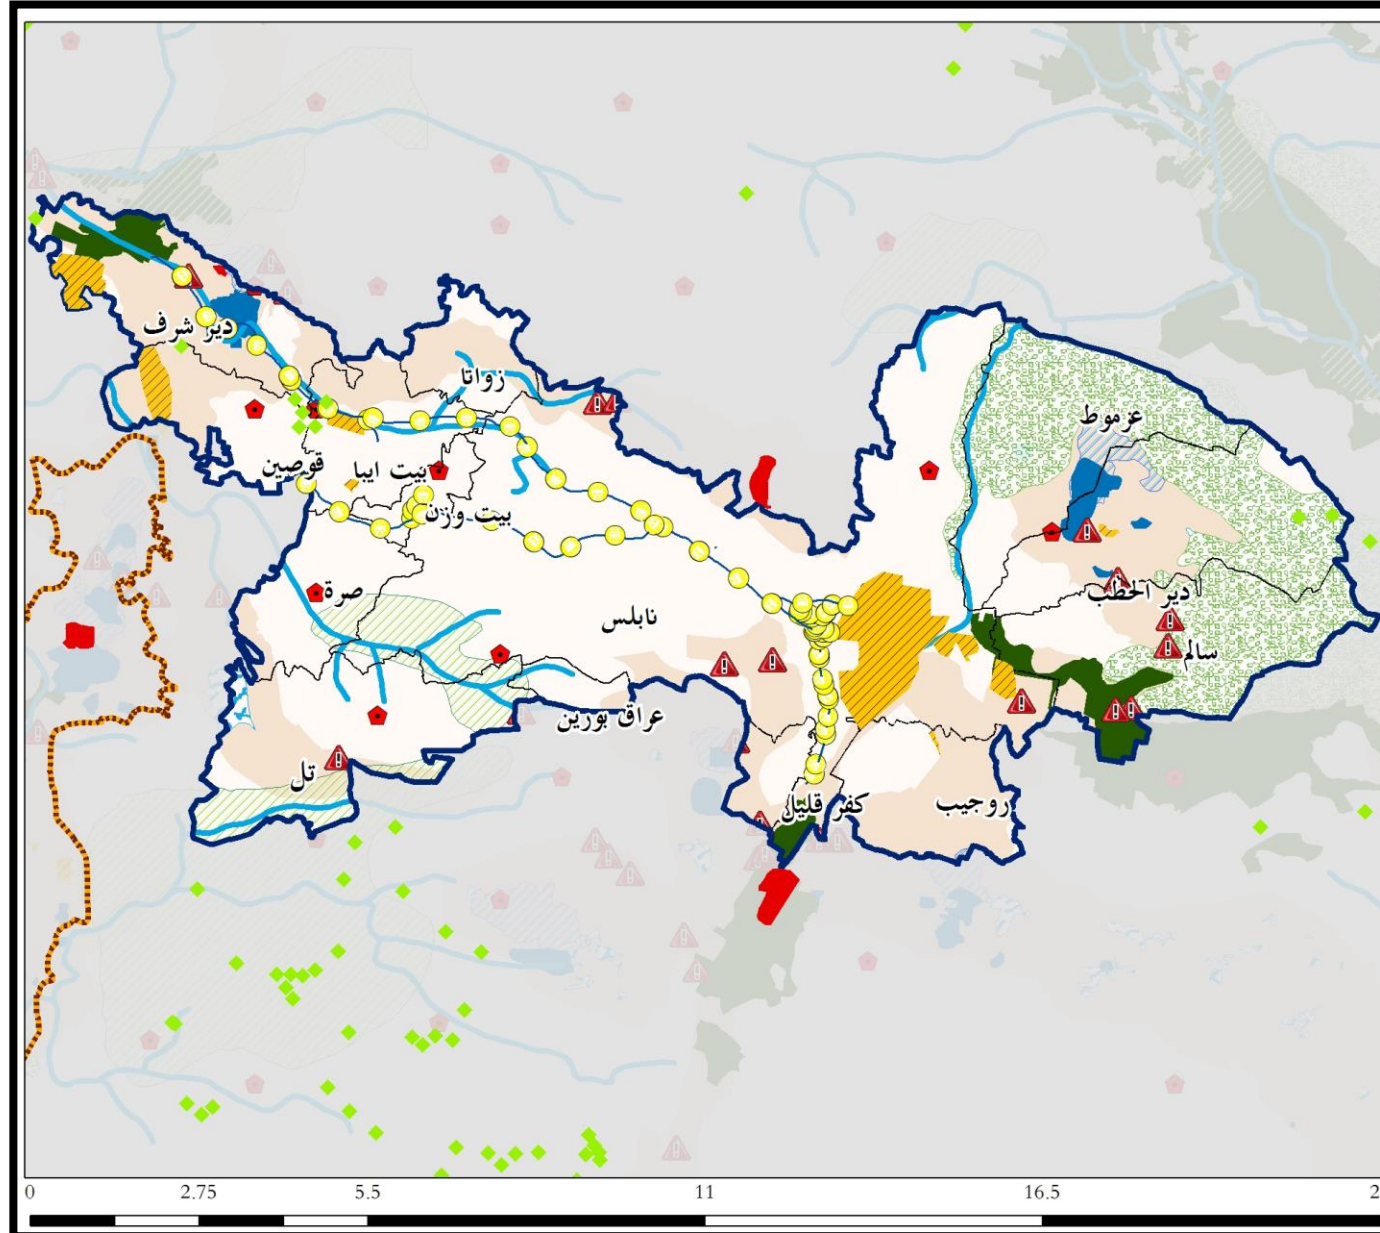 دير شرف
زواتا
عزموط
قوصين
بيت ايبا
بيت وزن
صرة
نابلس
دير الحطب
سالم
عراق بورين
تل
كفر قليل
روجيب
0 2.75 5.5 11 16.5